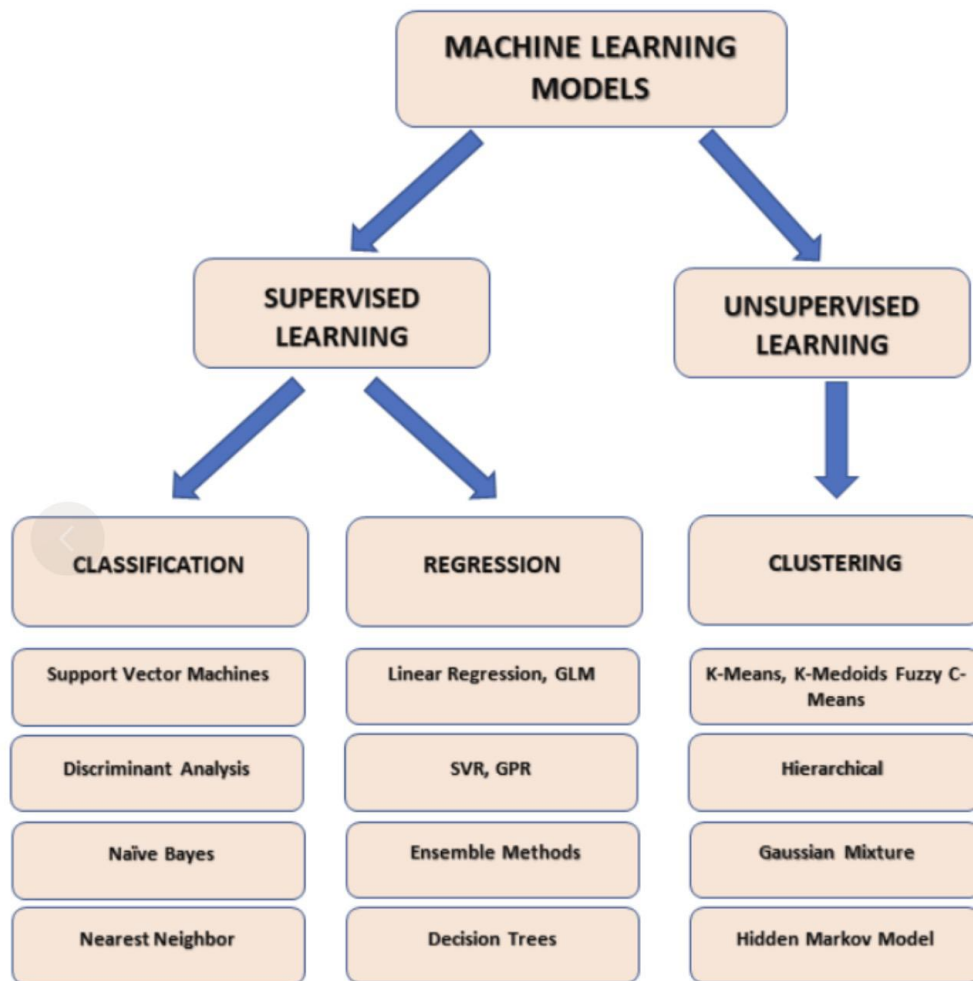 MACHINE LEARNING
MODELS
SUPERVISED
LEARNING
UNSUPERVISED
LEARNING
CLASSIFICATION
REGRESSION
CLUSTERING
Support Vector Machines
Linear Regression, GLM
K-Means, K-Medoids Fuzzy C-
Means
Discriminant Analysis
SVR, GPR
Hierarchical
Naïve Bayes
Ensemble Methods
Gaussian Mixture
Nearest Neighbor
Decision Trees
Hidden Markov Model